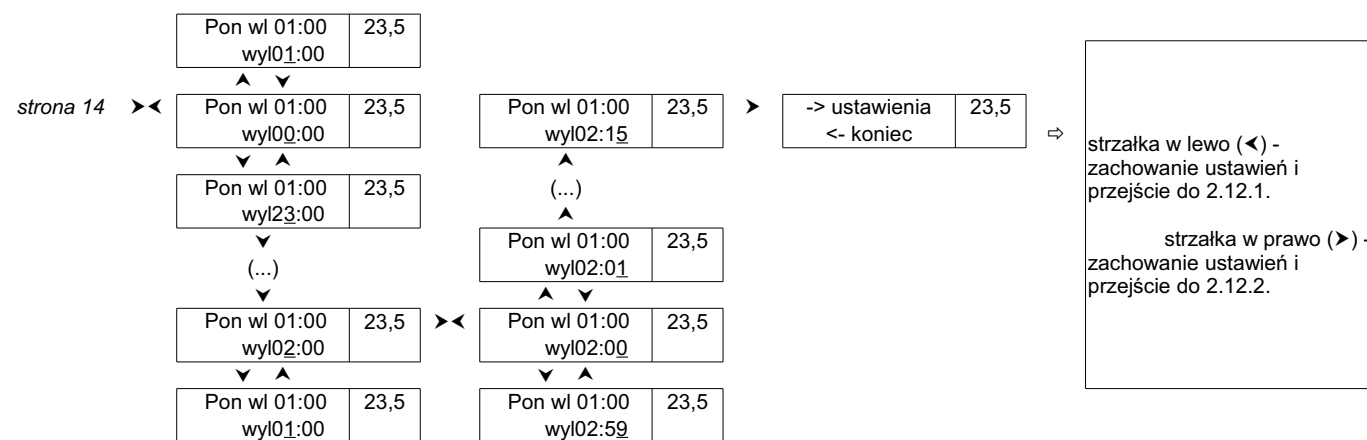 Pon wl 01:00 23,5
wyl01:00
strona 14
Pon wl 01:00 23,5
wyl00:00
Pon wl 01:00 23,5
wyl23:00
(...)
Pon wl 01:00 23,5
wyl02:00
Pon wl 01:00 23,5
wyl01:00
Pon wl 01:00 23,5
wyl02:15
(...)
Pon wl 01:00 23,5
wyl02:01
Pon wl 01:00 23,5
wyl02:00
Pon wl 01:00 23,5
wyl02:59
-> ustawienia 23,5
<- koniec
strzałka w lewo (⮜) -
zachowanie ustawień i
przejście do 2.12.1.
strzałka w prawo (⮞) -
zachowanie ustawień i
przejście do 2.12.2.